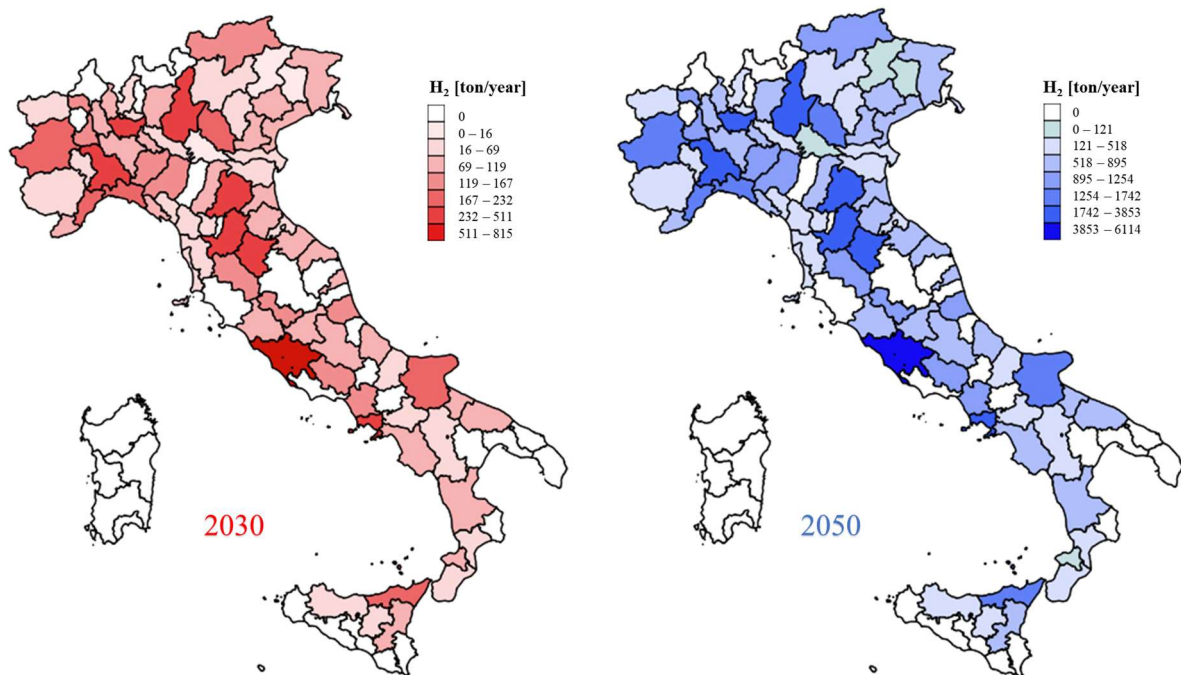 H₂ [ton/year]
0
0 – 16
16 – 69
69 – 119
119 – 167
167 – 232
232 – 511
511 – 815
2030
H₂ [ton/year]
0
0 – 121
121 – 518
518 – 895
895 – 1254
1254 – 1742
1742 – 3853
3853 – 6114
2050